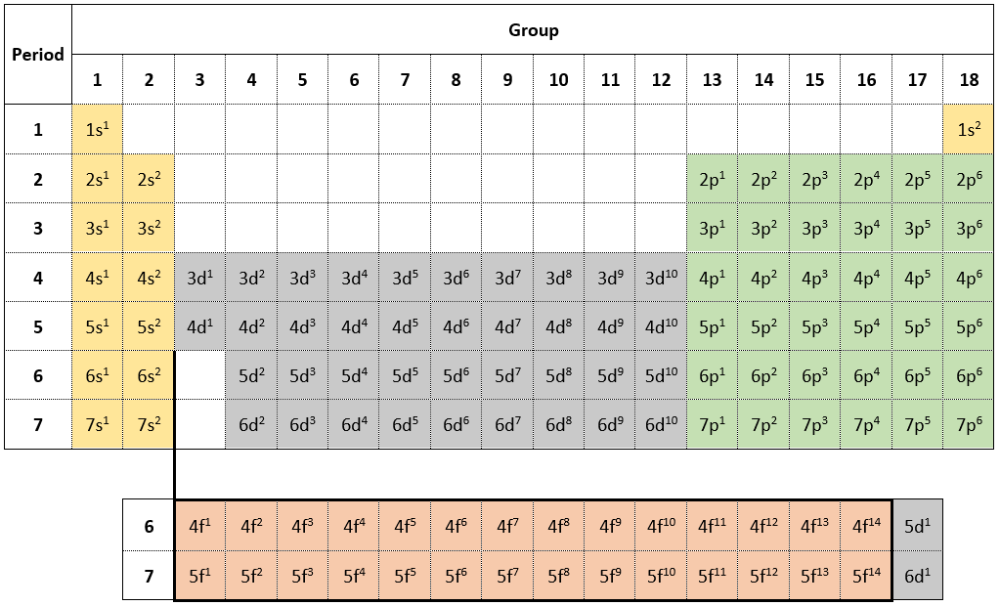 Period Group
1 2 3 4 5 6 7 8 9 10 11 12 13 14 15 16 17 18
1 1s¹ 1s²
2 2s¹ 2s² 2p¹ 2p² 2p³ 2p⁴ 2p⁵ 2p⁶
3 3s¹ 3s² 3p¹ 3p² 3p³ 3p⁴ 3p⁵ 3p⁶
4 4s¹ 4s² 3d¹ 3d² 3d³ 3d⁴ 3d⁵ 3d⁶ 3d⁷ 3d⁸ 3d⁹ 3d¹⁰ 4p¹ 4p² 4p³ 4p⁴ 4p⁵ 4p⁶
5 5s¹ 5s² 4d¹ 4d² 4d³ 4d⁴ 4d⁵ 4d⁶ 4d⁷ 4d⁸ 4d⁹ 4d¹⁰ 5p¹ 5p² 5p³ 5p⁴ 5p⁵ 5p⁶
6 6s¹ 6s² 5d² 5d³ 5d⁴ 5d⁵ 5d⁶ 5d⁷ 5d⁸ 5d⁹ 5d¹⁰ 6p¹ 6p² 6p³ 6p⁴ 6p⁵ 6p⁶
7 7s¹ 7s² 6d² 6d³ 6d⁴ 6d⁵ 6d⁶ 6d⁷ 6d⁸ 6d⁹ 6d¹⁰ 7p¹ 7p² 7p³ 7p⁴ 7p⁵ 7p⁶
6 4f¹ 4f² 4f³ 4f⁴ 4f⁵ 4f⁶ 4f⁷ 4f⁸ 4f⁹ 4f¹⁰ 4f¹¹ 4f¹² 4f¹³ 4f¹⁴ 5d¹
7 5f¹ 5f² 5f³ 5f⁴ 5f⁵ 5f⁶ 5f⁷ 5f⁸ 5f⁹ 5f¹⁰ 5f¹¹ 5f¹² 5f¹³ 5f¹⁴ 6d¹